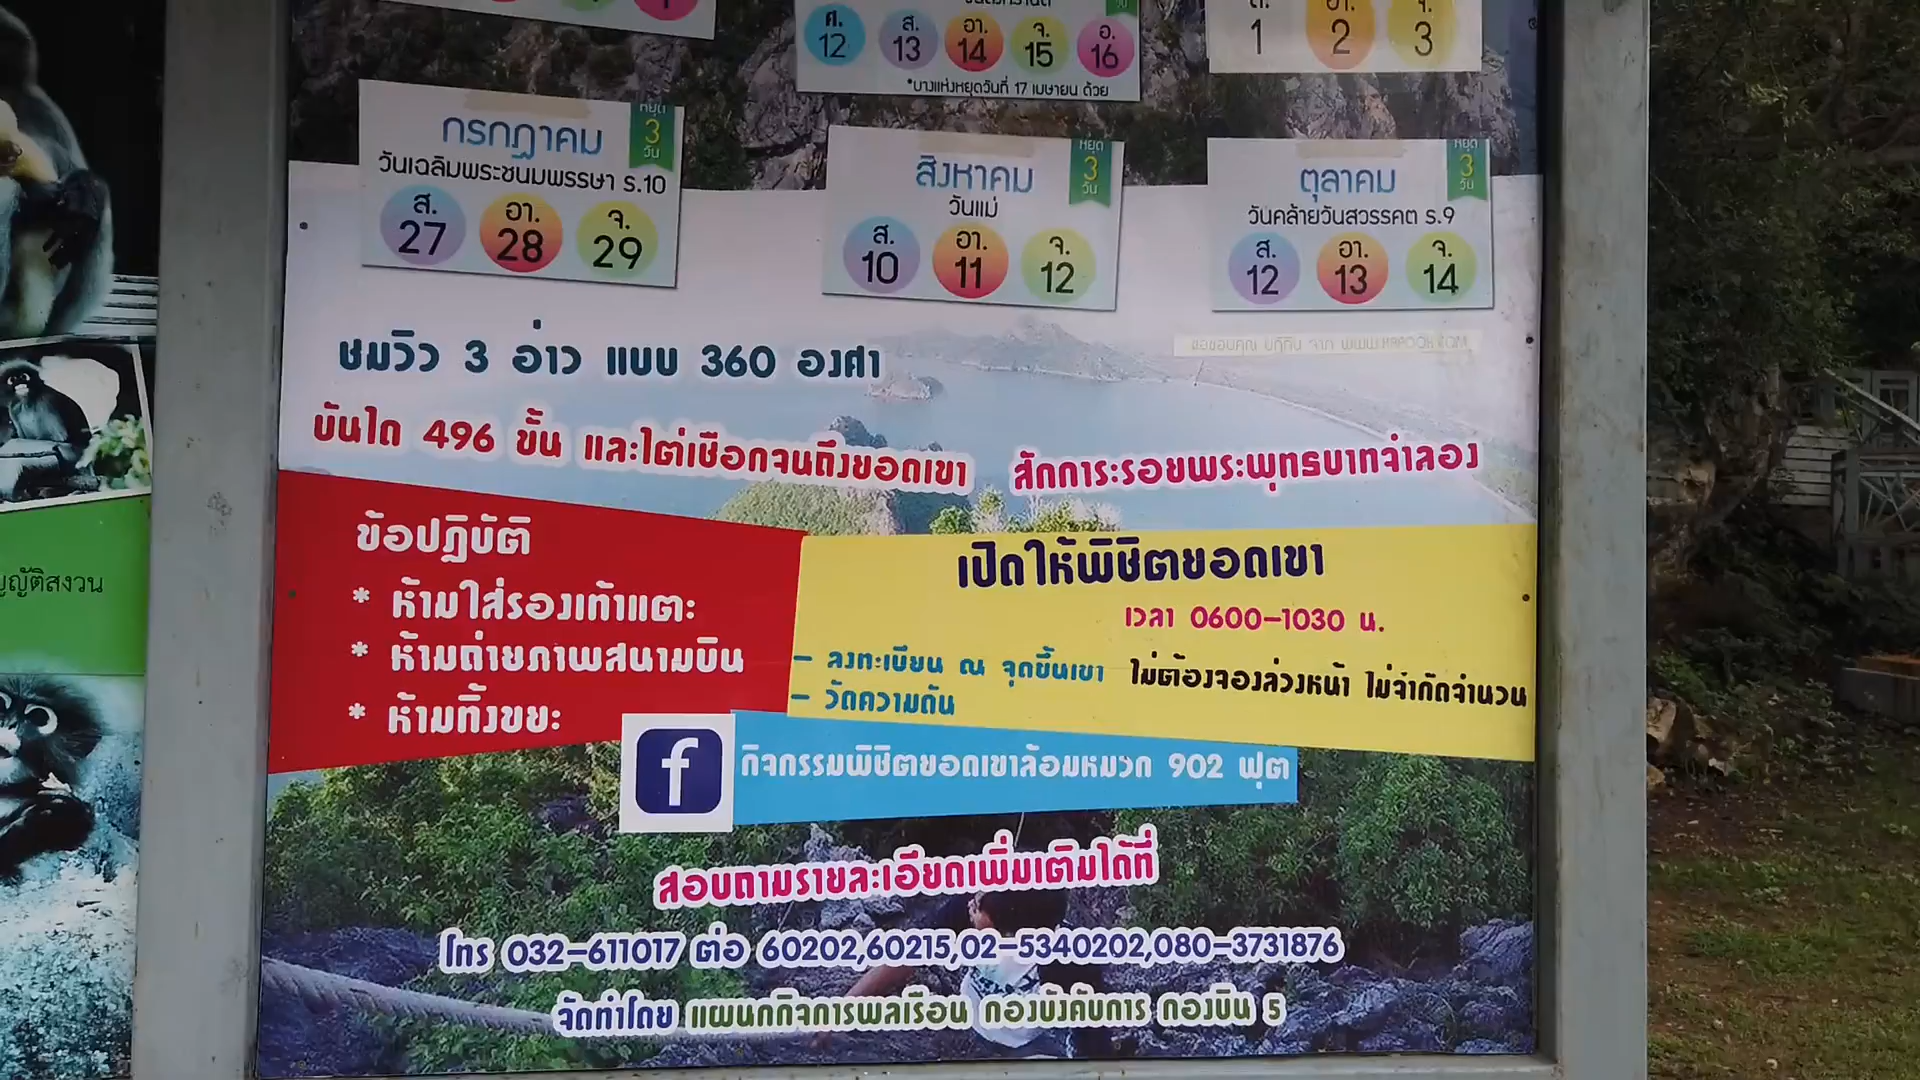 ศ. ส. อา. จ. อ.
12 13 14 15 16
*บางแห่งหยุดวันที่ 17 เมษายน ด้วย
ส. อา. จ.
1 2 3
กรกฎาคม
หยุด 3 วัน
วันเฉลิมพระชนมพรรษา ร.10
ส. อา. จ.
27 28 29
สิงหาคม
หยุด 3 วัน
วันแม่
ส. อา. จ.
10 11 12
ตุลาคม
หยุด 3 วัน
วันคล้ายวันสวรรคต ร.9
ส. อา. จ.
12 13 14
ขอขอบคุณ ปฏิทิน จาก WWW.KAPOOK.COM
ชมวิว 3 อ่าว แบบ 360 องศา
บันได 496 ขั้น และไต่เชือกจนถึงยอดเขา
สักการะรอยพระพุทธบาทจำลอง
ข้อปฏิบัติ
* ห้ามใส่รองเท้าแตะ
* ห้ามถ่ายภาพสนามบิน
* ห้ามทิ้งขยะ
เปิดให้พิชิตยอดเขา
เวลา 0600-1030 น.
- ลงทะเบียน ณ จุดขึ้นเขา ไม่ต้องจองล่วงหน้า ไม่จำกัดจำนวน
- วัดความดัน
f กิจกรรมพิชิตยอดเขาล้อมหมวก 902 ฟุต
สอบถามรายละเอียดเพิ่มเติมได้ที่
โทร 032-611017 ต่อ 60202,60215,02-5340202,080-3731876
จัดทำโดย แผนกกิจการพลเรือน กองบังคับการ กองบิน 5
ญัติสงวน